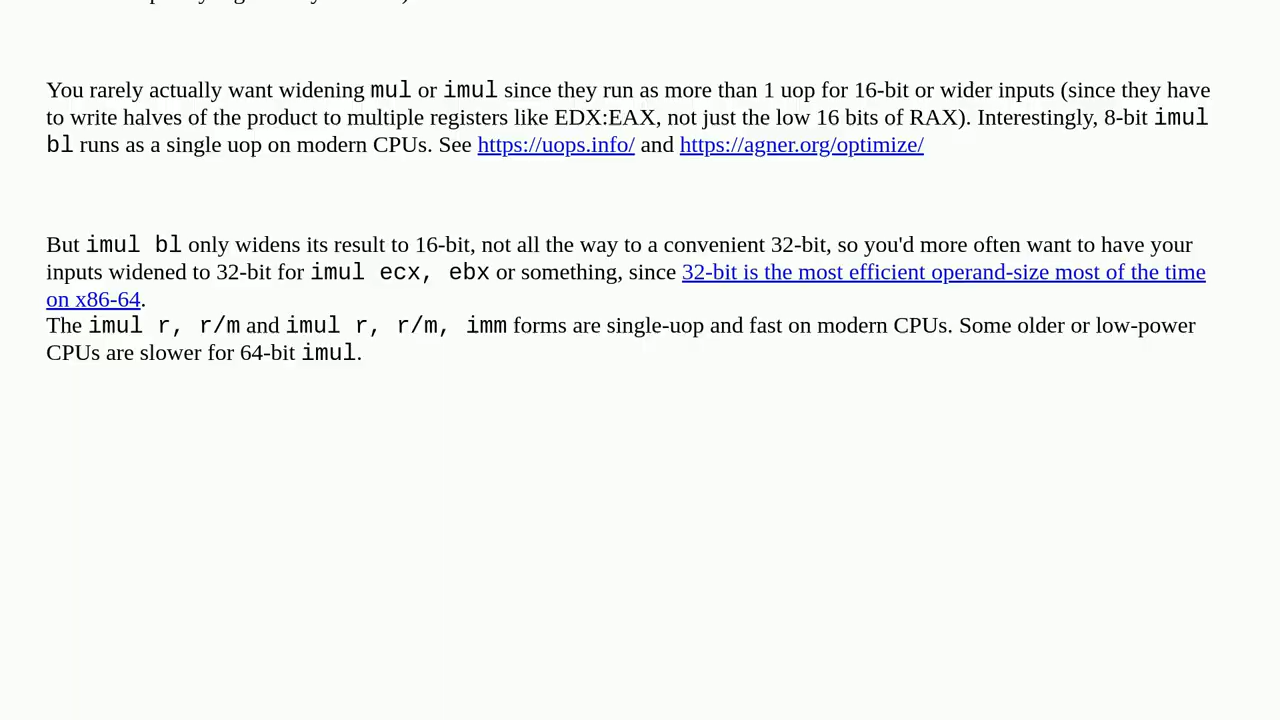 You rarely actually want widening mul or imul since they run as more than 1 uop for 16-bit or wider inputs (since they have
to write halves of the product to multiple registers like EDX:EAX, not just the low 16 bits of RAX). Interestingly, 8-bit imul
bl runs as a single uop on modern CPUs. See https://uops.info/ and https://agner.org/optimize/
But imul bl only widens its result to 16-bit, not all the way to a convenient 32-bit, so you'd more often want to have your
inputs widened to 32-bit for imul ecx, ebx or something, since 32-bit is the most efficient operand-size most of the time
on x86-64.
The imul r, r/m and imul r, r/m, imm forms are single-uop and fast on modern CPUs. Some older or low-power
CPUs are slower for 64-bit imul.